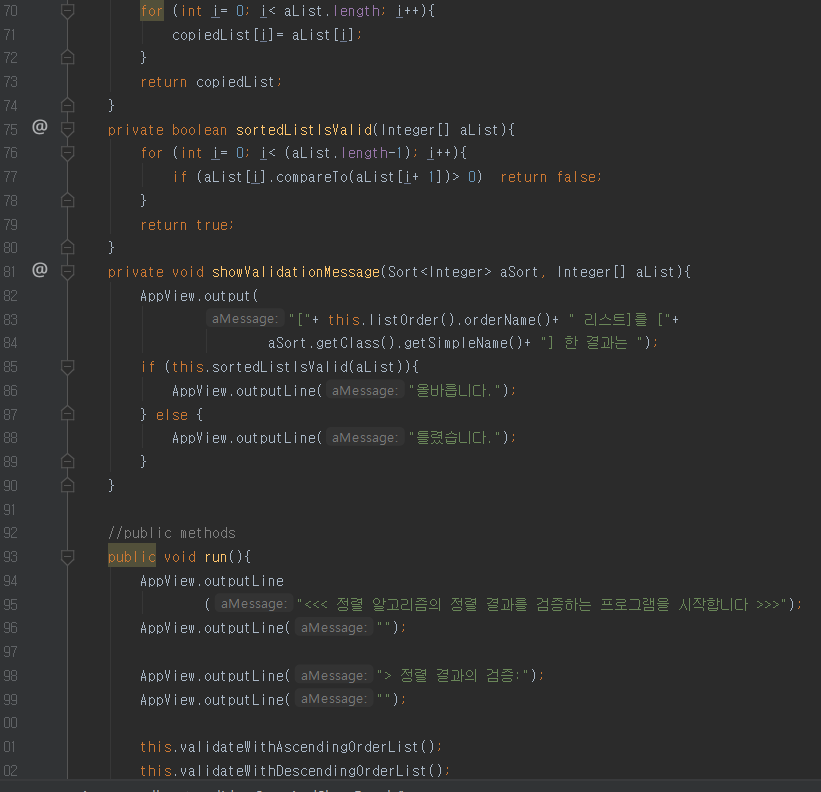 70 for (int i= 0; i< aList.length; i++){
71 copiedList[i]= aList[i];
72 }
73 return copiedList;
74 }
75 @ private boolean sortedListIsValid(Integer[] aList){
76 for (int i= 0; i< (aList.length-1); i++){
77 if (aList[i].compareTo(aList[i+ 1])> 0) return false;
78 }
79 return true;
80 }
81 @ private void showValidationMessage(Sort<Integer> aSort, Integer[] aList){
82 AppView.output(
83 aMessage: "["+ this.listOrder().orderName()+ " 리스트]를 ["+
84 aSort.getClass().getSimpleName()+ "] 한 결과는 ");
85 if (this.sortedListIsValid(aList)){
86 AppView.outputLine( aMessage: "올바릅니다.");
87 } else {
88 AppView.outputLine( aMessage: "틀렸습니다.");
89 }
90 }
91
92 //public methods
93 public void run(){
94 AppView.outputLine
95 ( aMessage: "<<< 정렬 알고리즘의 정렬 결과를 검증하는 프로그램을 시작합니다 >>>");
96 AppView.outputLine( aMessage: "");
97
98 AppView.outputLine( aMessage: "> 정렬 결과의 검증:");
99 AppView.outputLine( aMessage: "");
00
01 this.validateWithAscendingOrderList();
02 this.validateWithDescendingOrderList();